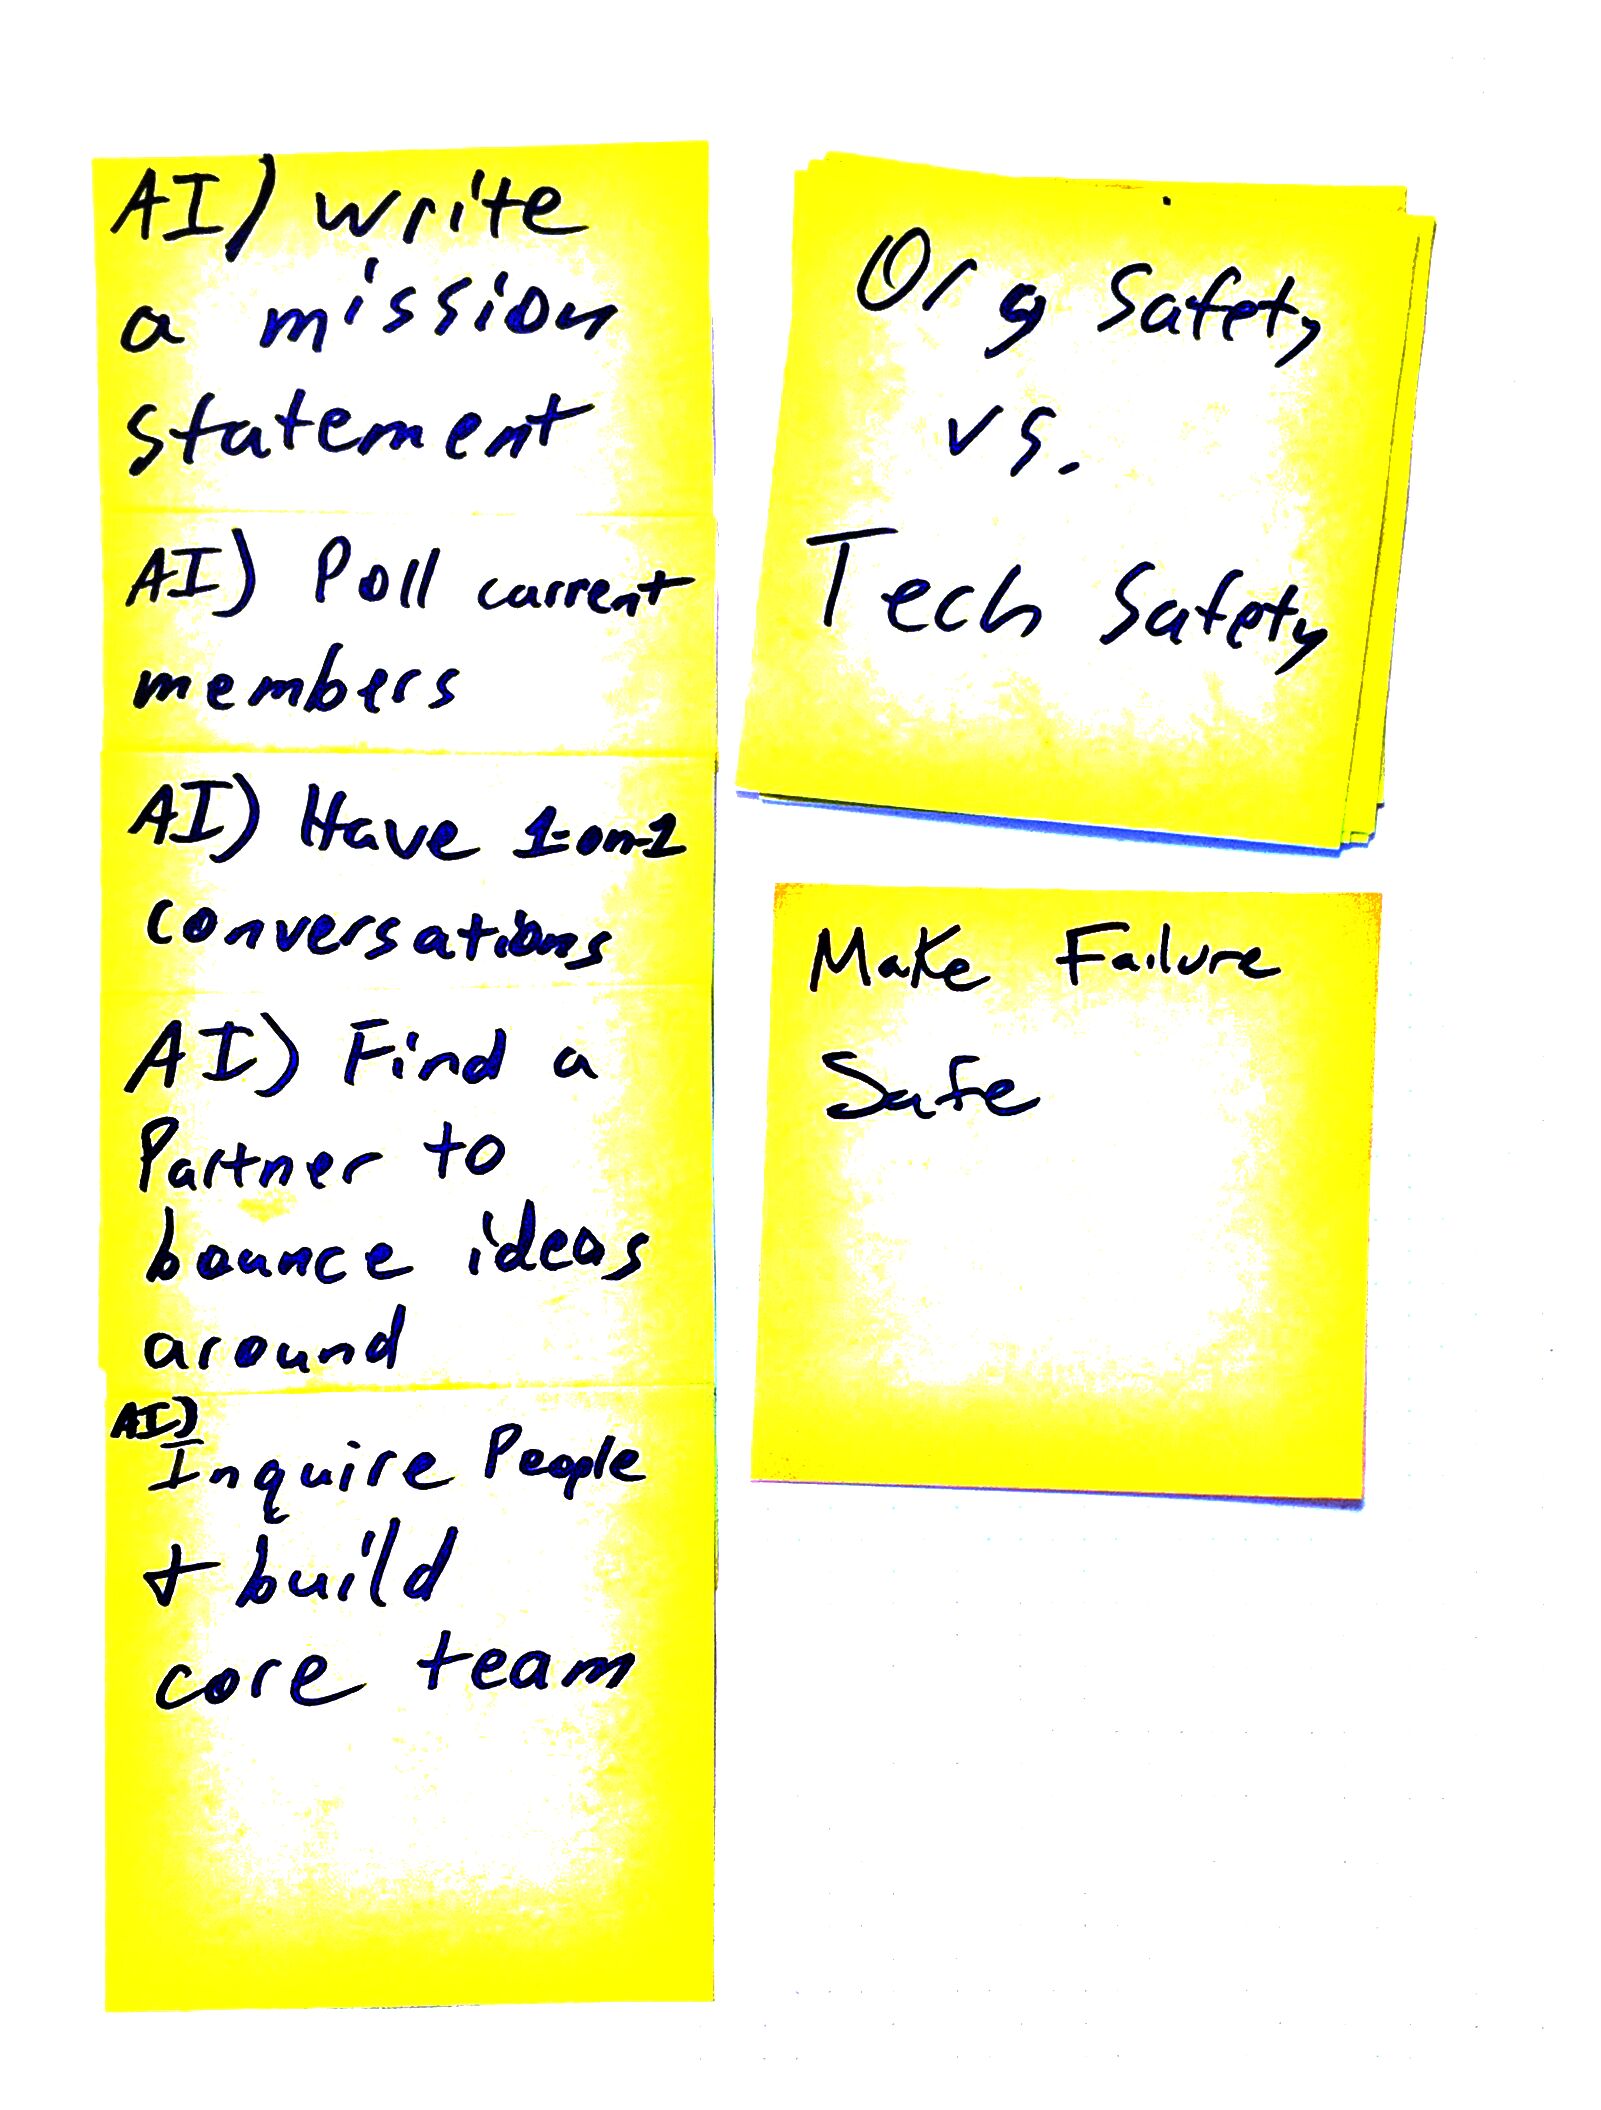 AI) write
a mission
statement
AI) Poll current
members
AI) Have 1-on-1
conversations
AI) Find a
Partner to
bounce ideas
around
AI)
Inquire People
+ build
core team
Org Safety
vs.
Tech Safety
Make Failure
Safe